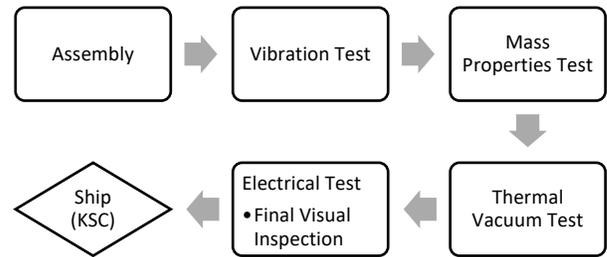 Assembly
Vibration Test
Mass
Properties Test
Thermal
Vacuum Test
Electrical Test
•Final Visual
Inspection
Ship
(KSC)